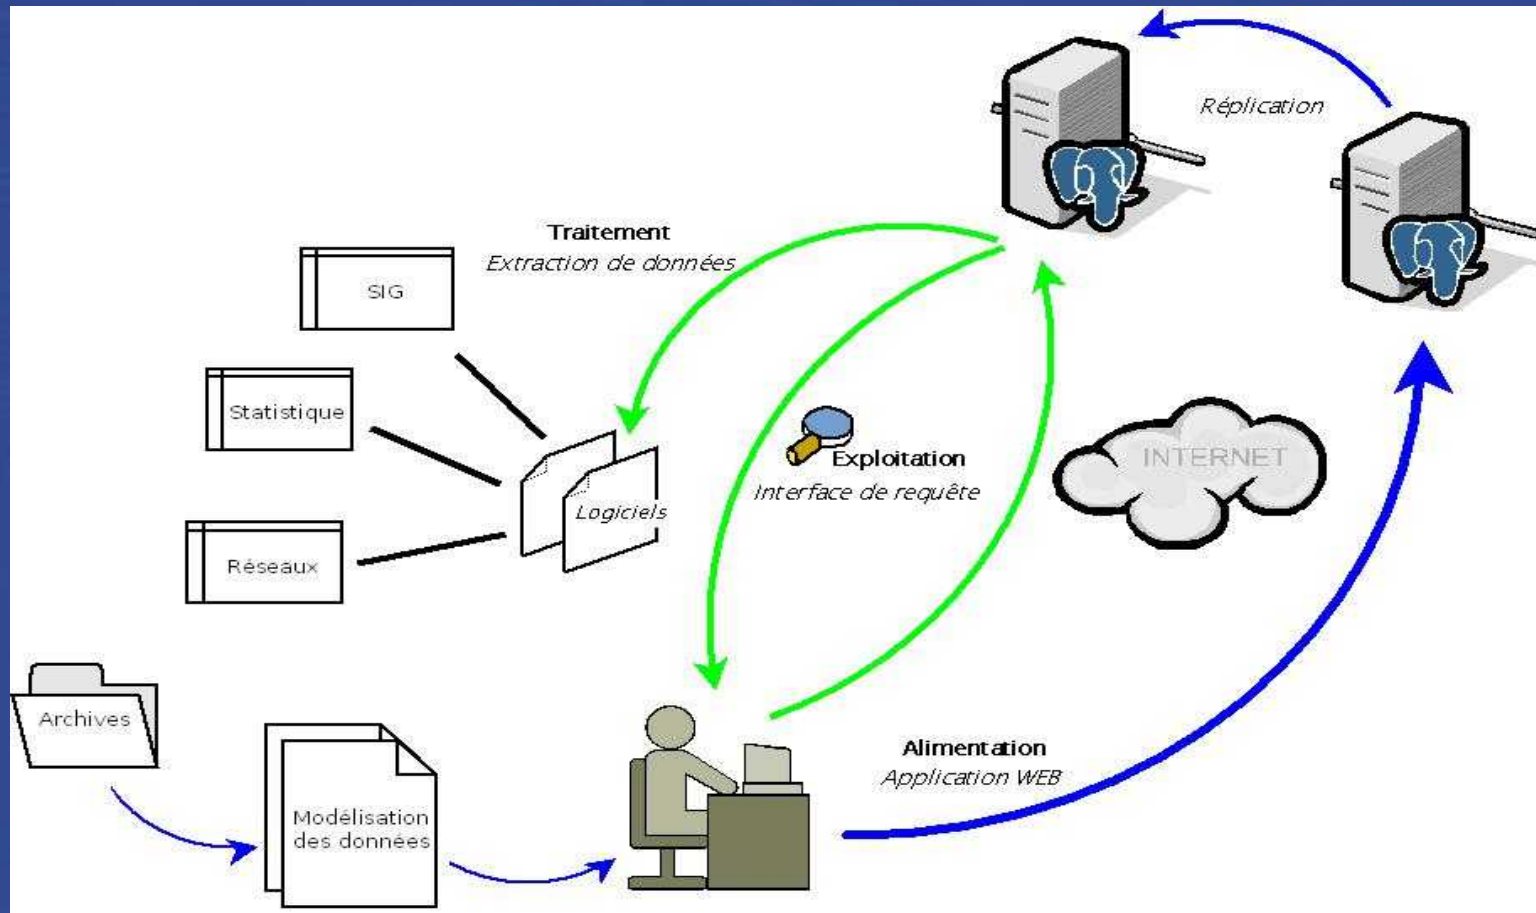 Réplication
Traitement
Extraction de données
SIG
Statistique
Exploitation
Interface de requête
INTERNET
Logiciels
Réseaux
Archives
Alimentation
Application WEB
Modélisation
des données